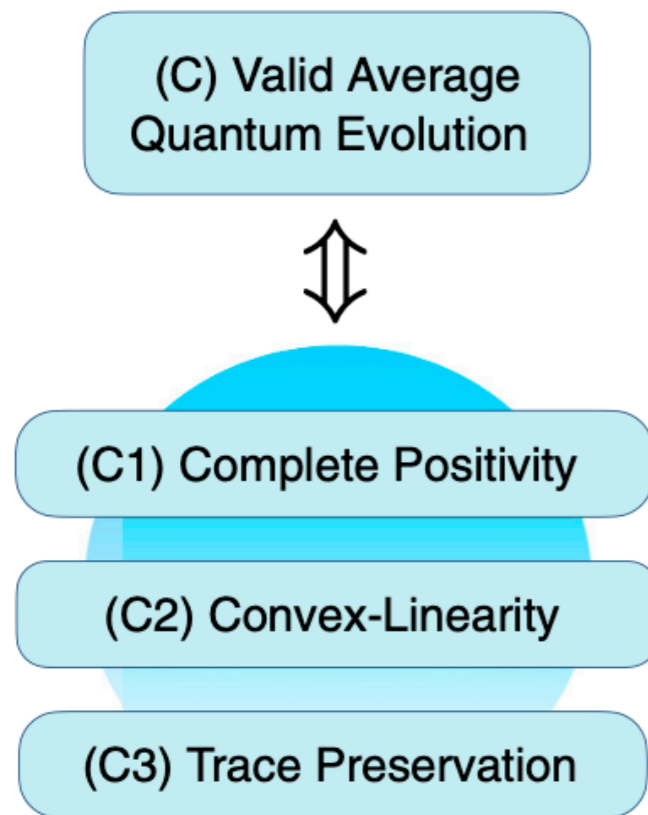 (C) Valid Average
Quantum Evolution
(C1) Complete Positivity
(C2) Convex-Linearity
(C3) Trace Preservation